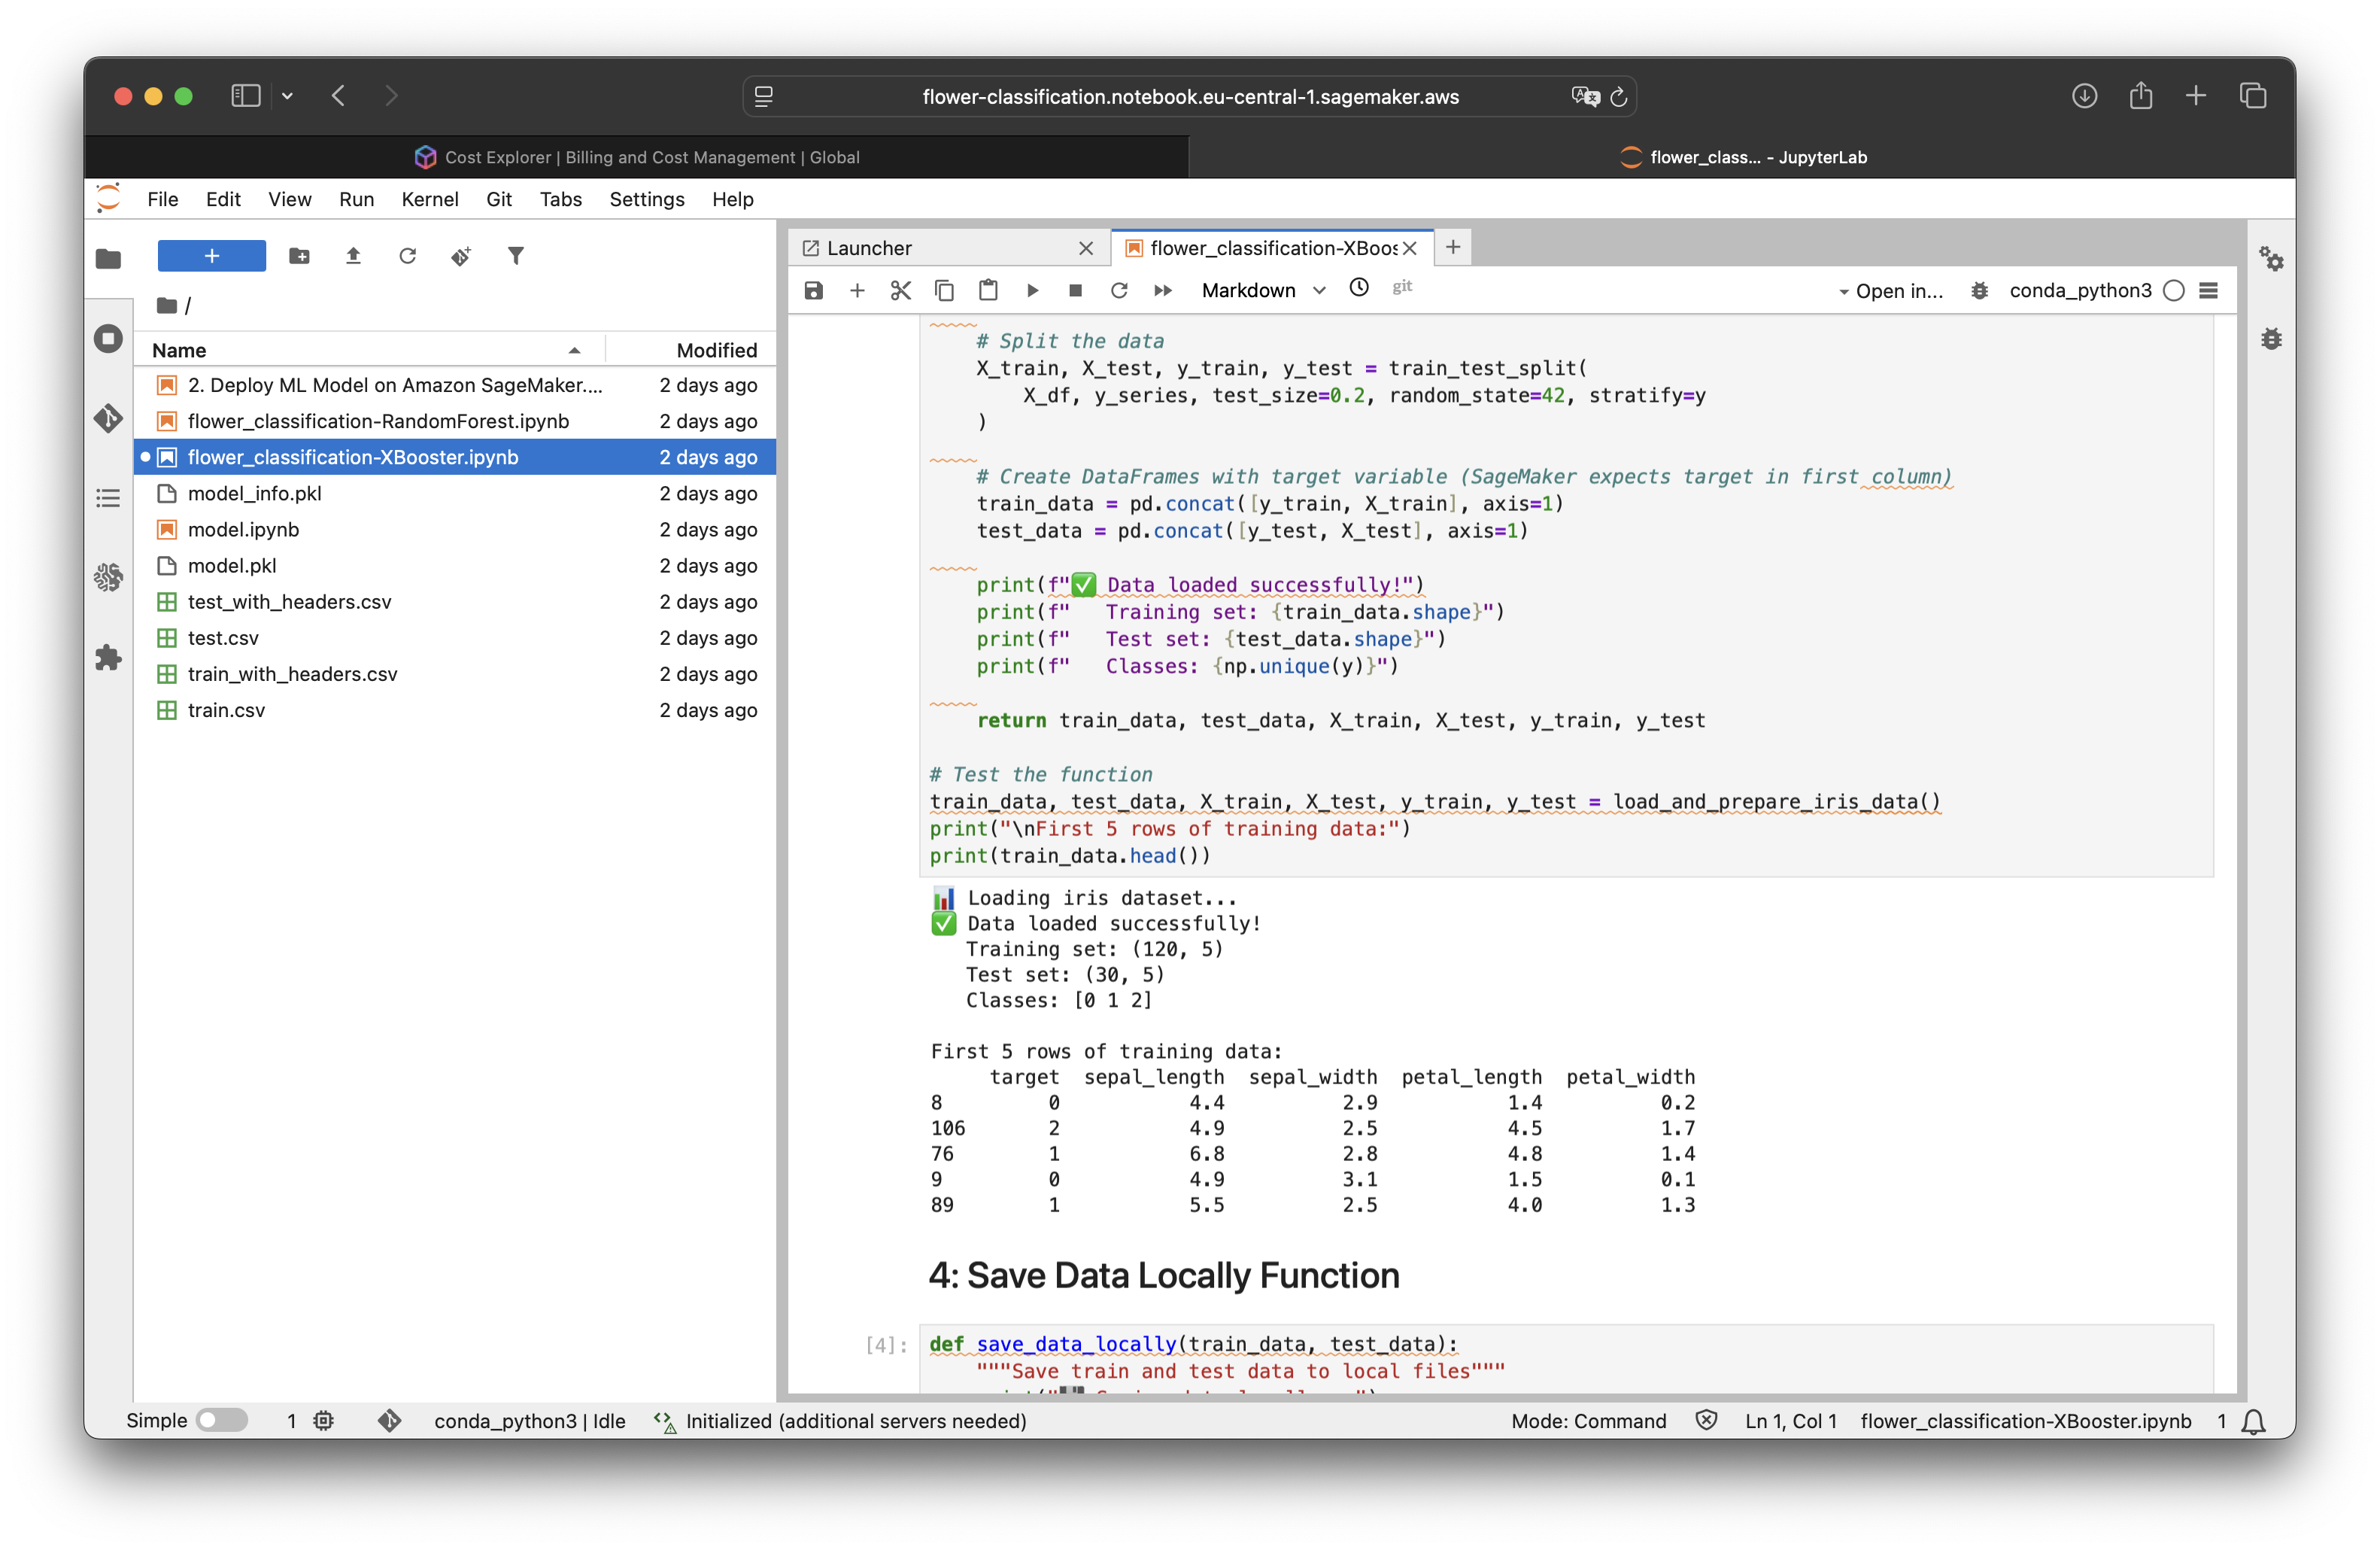 flower-classification.notebook.eu-central-1.sagemaker.aws
Cost Explorer | Billing and Cost Management | Global
flower_class... - JupyterLab
File Edit View Run Kernel Git Tabs Settings Help
/
Name Modified
2. Deploy ML Model on Amazon SageMaker.... 2 days ago
flower_classification-RandomForest.ipynb 2 days ago
flower_classification-XBooster.ipynb 2 days ago
model_info.pkl 2 days ago
model.ipynb 2 days ago
model.pkl 2 days ago
test_with_headers.csv 2 days ago
test.csv 2 days ago
train_with_headers.csv 2 days ago
train.csv 2 days ago
Launcher flower_classification-XBoos
Markdown git Open in... conda_python3
# Split the data
X_train, X_test, y_train, y_test = train_test_split(
X_df, y_series, test_size=0.2, random_state=42, stratify=y
)
# Create DataFrames with target variable (SageMaker expects target in first column)
train_data = pd.concat([y_train, X_train], axis=1)
test_data = pd.concat([y_test, X_test], axis=1)
print(f"✅ Data loaded successfully!")
print(f"   Training set: {train_data.shape}")
print(f"   Test set: {test_data.shape}")
print(f"   Classes: {np.unique(y)}")
return train_data, test_data, X_train, X_test, y_train, y_test
# Test the function
train_data, test_data, X_train, X_test, y_train, y_test = load_and_prepare_iris_data()
print("\nFirst 5 rows of training data:")
print(train_data.head())
📊 Loading iris dataset...
✅ Data loaded successfully!
Training set: (120, 5)
Test set: (30, 5)
Classes: [0 1 2]
First 5 rows of training data:
target sepal_length sepal_width petal_length petal_width
8 0 4.4 2.9 1.4 0.2
106 2 4.9 2.5 4.5 1.7
76 1 6.8 2.8 4.8 1.4
9 0 4.9 3.1 1.5 0.1
89 1 5.5 2.5 4.0 1.3
4: Save Data Locally Function
[4]: def save_data_locally(train_data, test_data):
"""Save train and test data to local files"""
Simple 1 conda_python3 | Idle Initialized (additional servers needed) Mode: Command Ln 1, Col 1 flower_classification-XBooster.ipynb 1